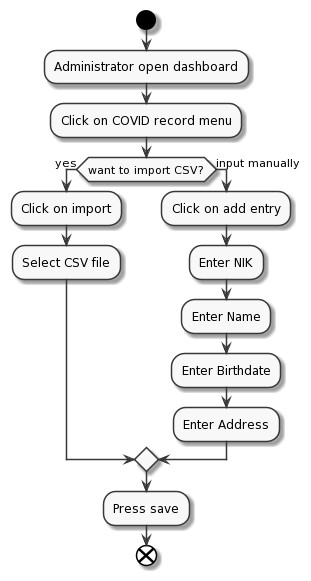 Administrator open dashboard
Click on COVID record menu
yes
want to import CSV?
input manually
Click on import
Click on add entry
Select CSV file
Enter NIK
Enter Name
Enter Birthdate
Enter Address
Press save